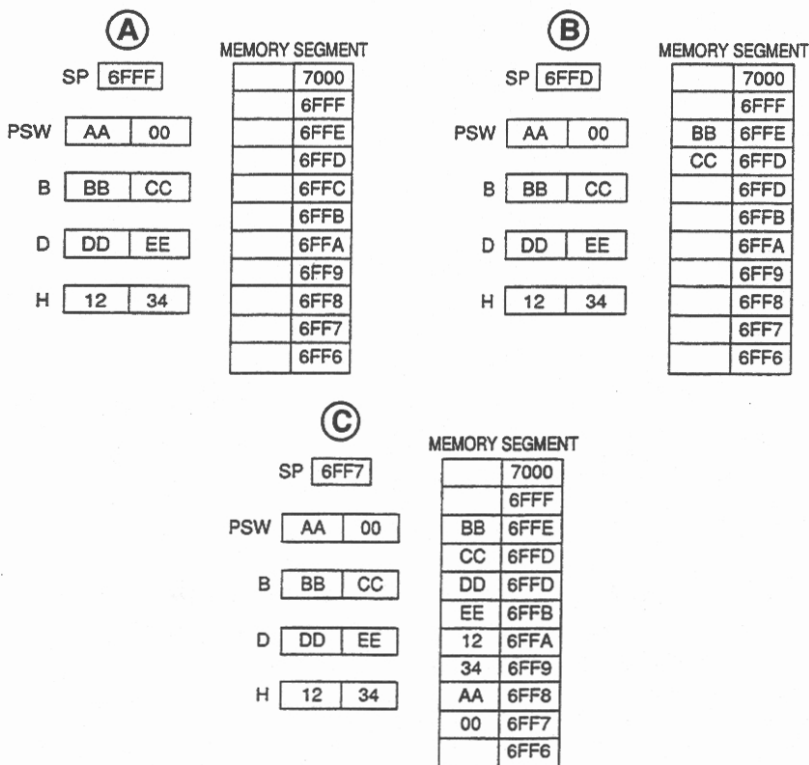 A
MEMORY SEGMENT
SP 6FFF
7000
6FFF
PSW AA 00
6FFE
6FFD
B BB CC
6FFC
6FFB
D DD EE
6FFA
6FF9
H 12 34
6FF8
6FF7
6FF6
B
MEMORY SEGMENT
SP 6FFD
7000
6FFF
PSW AA 00
BB 6FFE
CC 6FFD
B BB CC
6FFD
6FFB
D DD EE
6FFA
6FF9
H 12 34
6FF8
6FF7
6FF6
C
MEMORY SEGMENT
SP 6FF7
7000
6FFF
PSW AA 00
BB 6FFE
CC 6FFD
B BB CC
DD 6FFD
EE 6FFB
D DD EE
12 6FFA
34 6FF9
H 12 34
AA 6FF8
00 6FF7
6FF6